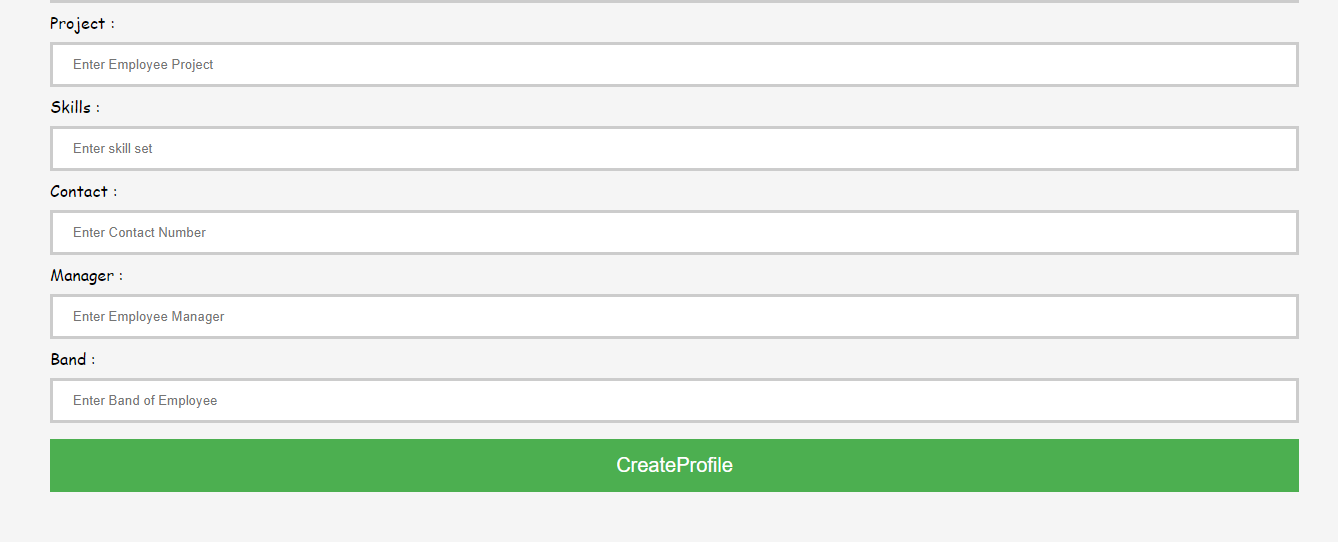 Project :
Enter Employee Project
Skills :
Enter skill set
Contact :
Enter Contact Number
Manager :
Enter Employee Manager
Band :
Enter Band of Employee
CreateProfile